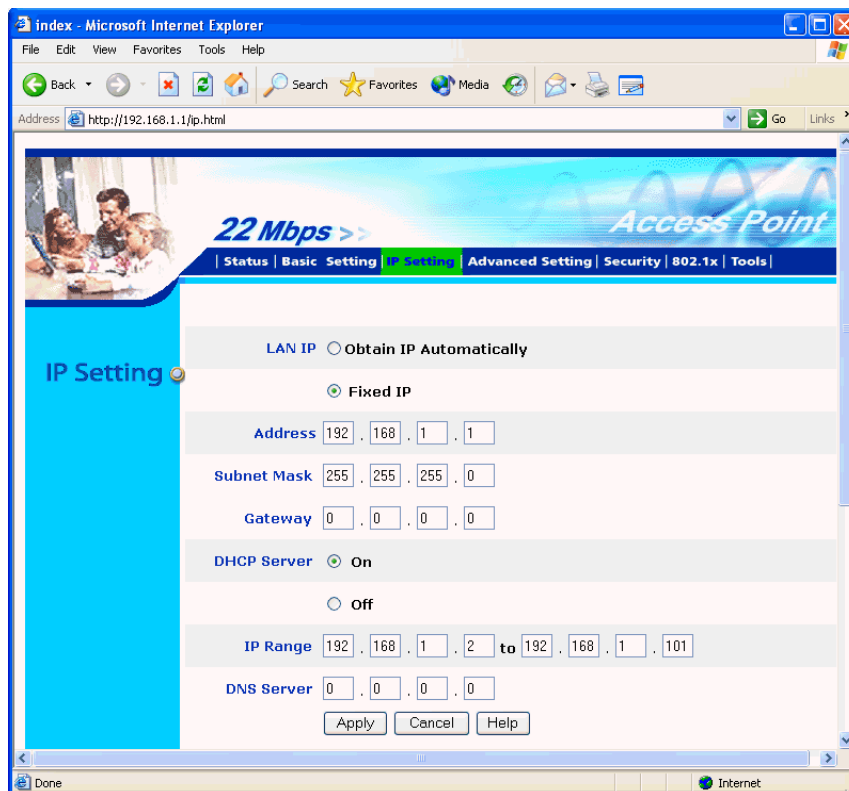 index - Microsoft Internet Explorer
File Edit View Favorites Tools Help
Back Search Favorites Media
Address http://192.168.1.1/ip.html Go Links
22 Mbps >>
Access Point
| Status | Basic Setting | IP Setting | Advanced Setting | Security | 802.1x | Tools |
IP Setting
LAN IP Obtain IP Automatically
Fixed IP
Address 192 . 168 . 1 . 1
Subnet Mask 255 . 255 . 255 . 0
Gateway 0 . 0 . 0 . 0
DHCP Server On
Off
IP Range 192 . 168 . 1 . 2 to 192 . 168 . 1 . 101
DNS Server 0 . 0 . 0 . 0
Apply Cancel Help
Done Internet